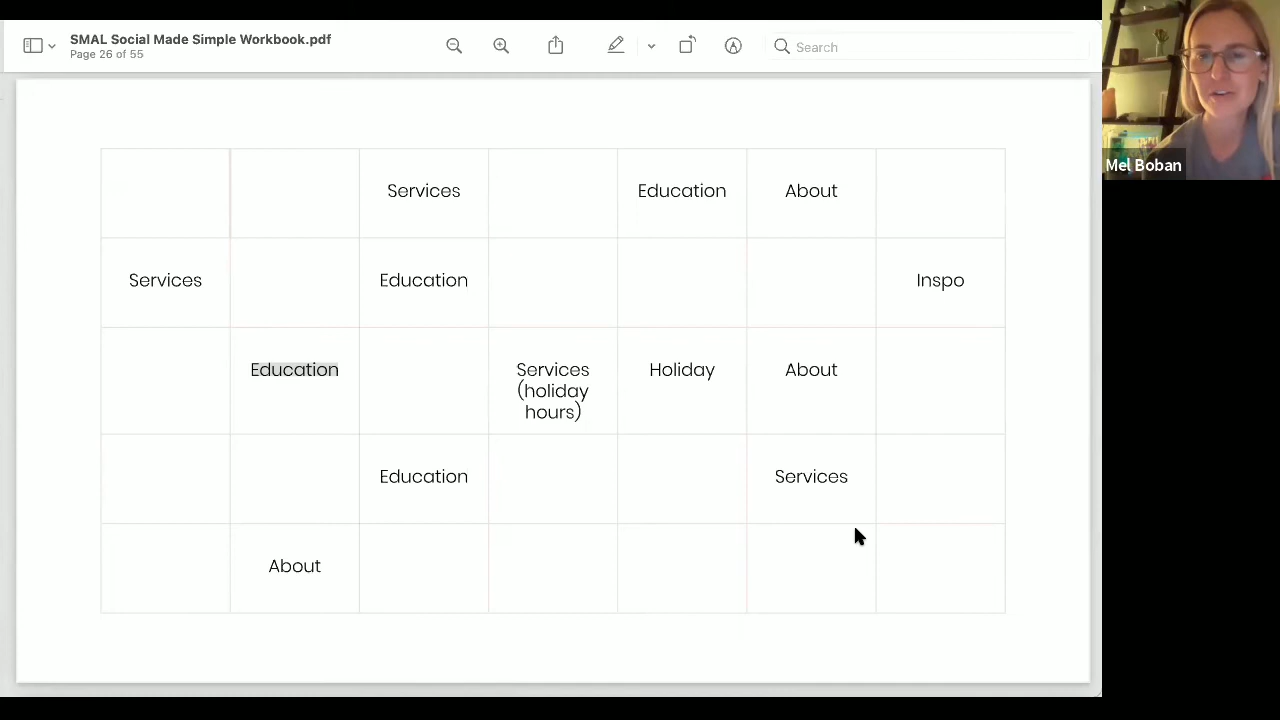 SMAL Social Made Simple Workbook.pdf
Page 26 of 55
Search
Mel Boban
Services
Education
About
Services
Education
Inspo
Education
Services
(holiday
hours)
Holiday
About
Education
Services
About